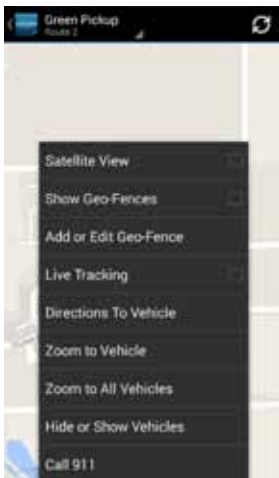 Green Pickup
Route 2
Satellite View
Show Geo-Fences
Add or Edit Geo-Fence
Live Tracking
Directions To Vehicle
Zoom to Vehicle
Zoom to All Vehicles
Hide or Show Vehicles
Call 911